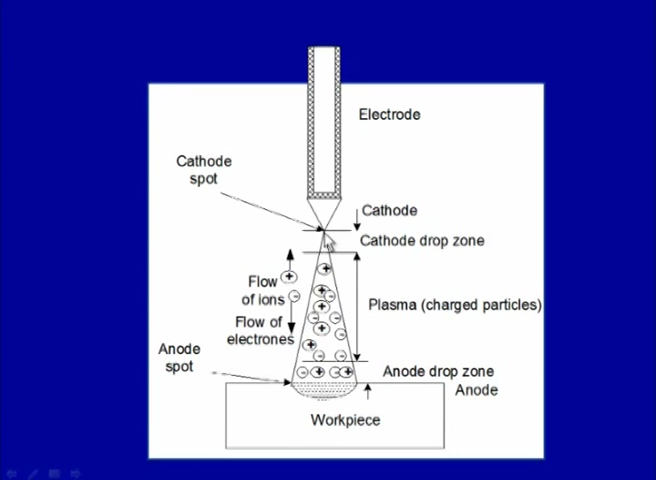 Electrode
Cathode
spot
Cathode
Cathode drop zone
Flow
of ions
Plasma (charged particles)
Flow of
electrones
Anode
spot
Anode drop zone
Anode
Workpiece